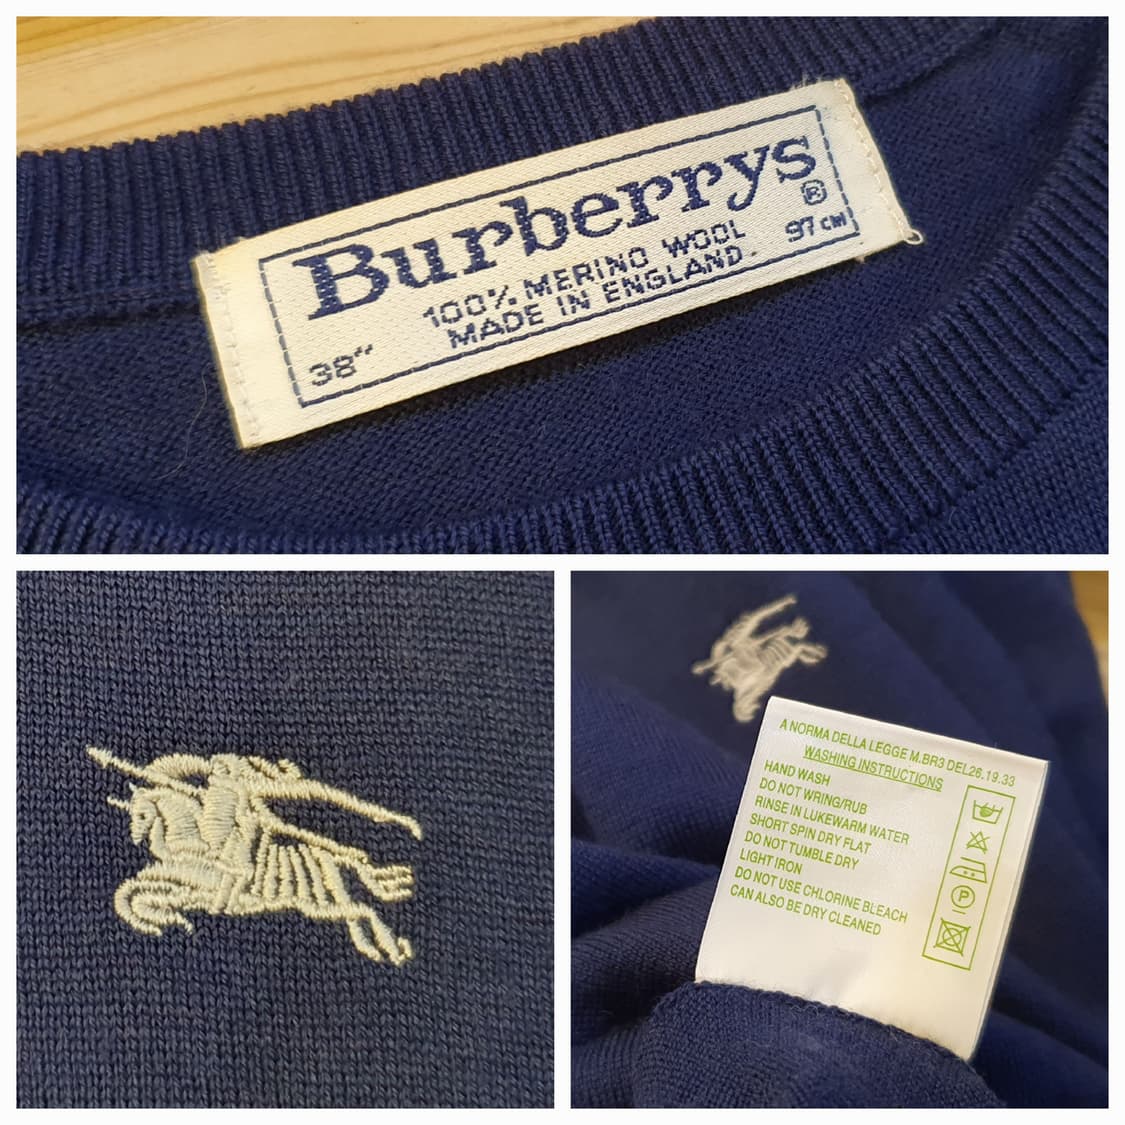 Burberrys
®
100% MERINO WOOL
MADE IN ENGLAND.
38"
97 CM
A NORMA DELLA LEGGE M.BR3 DEL26.19.33
WASHING INSTRUCTIONS
HAND WASH
DO NOT WRING/RUB
RINSE IN LUKEWARM WATER
SHORT SPIN DRY FLAT
DO NOT TUMBLE DRY
LIGHT IRON
DO NOT USE CHLORINE BLEACH
CAN ALSO BE DRY CLEANED
P